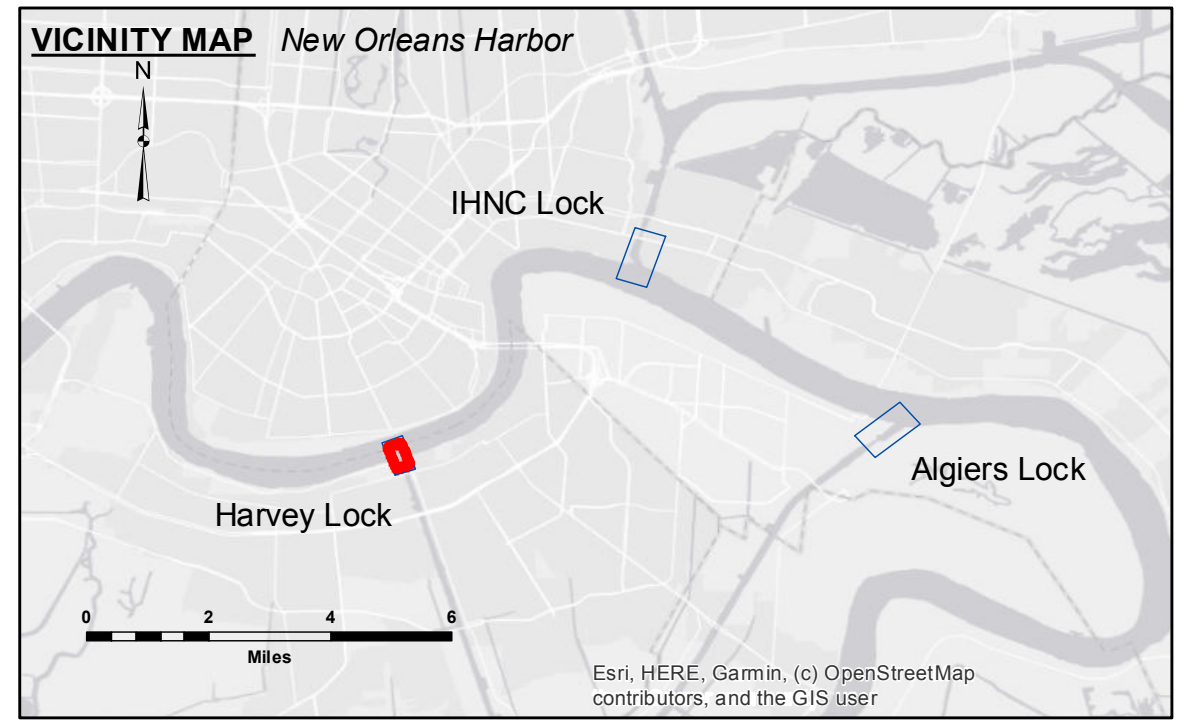 VICINITY MAP New Orleans Harbor
N
IHNC Lock
Algiers Lock
Harvey Lock
0 2 4 6
Miles
Esri, HERE, Garmin, (c) OpenStreetMap
contributors, and the GIS user